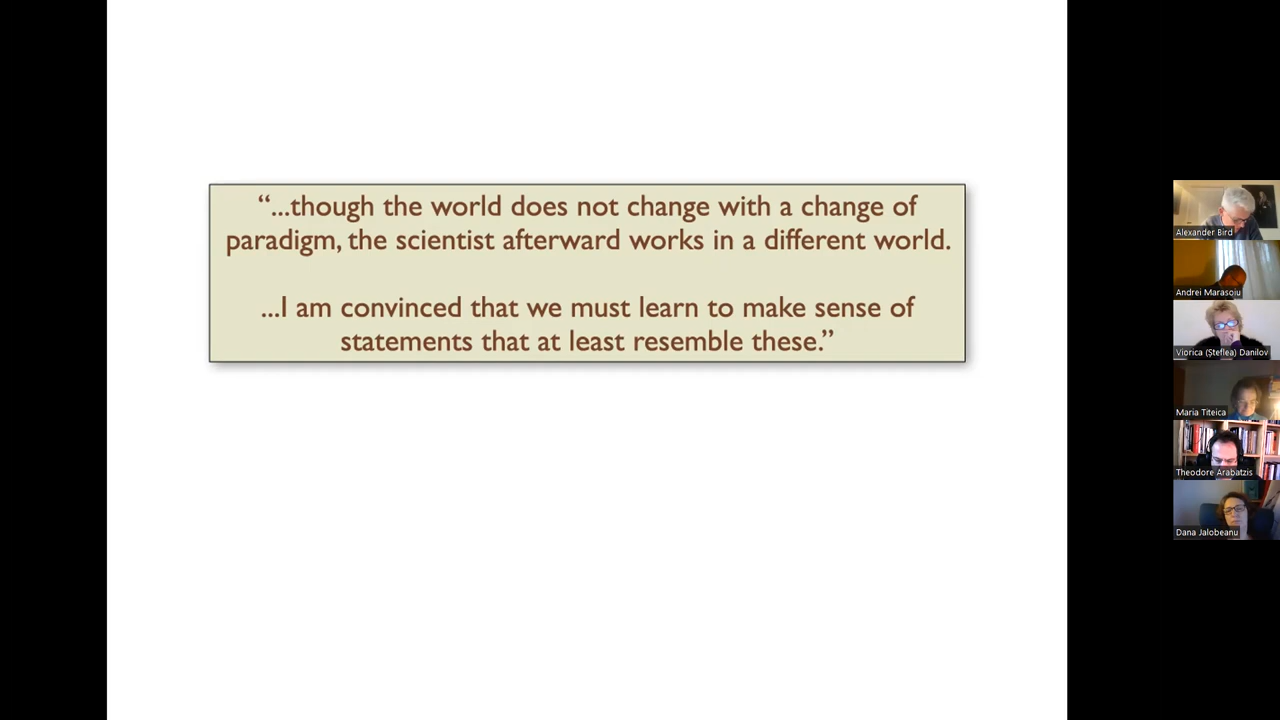 “...though the world does not change with a change of
paradigm, the scientist afterward works in a different world.
...I am convinced that we must learn to make sense of
statements that at least resemble these.”
Alexander Bird
Andrei Marasoiu
Viorica (Șteflea) Danilov
Maria Titeica
Theodore Arabatzis
Dana Jalobeanu